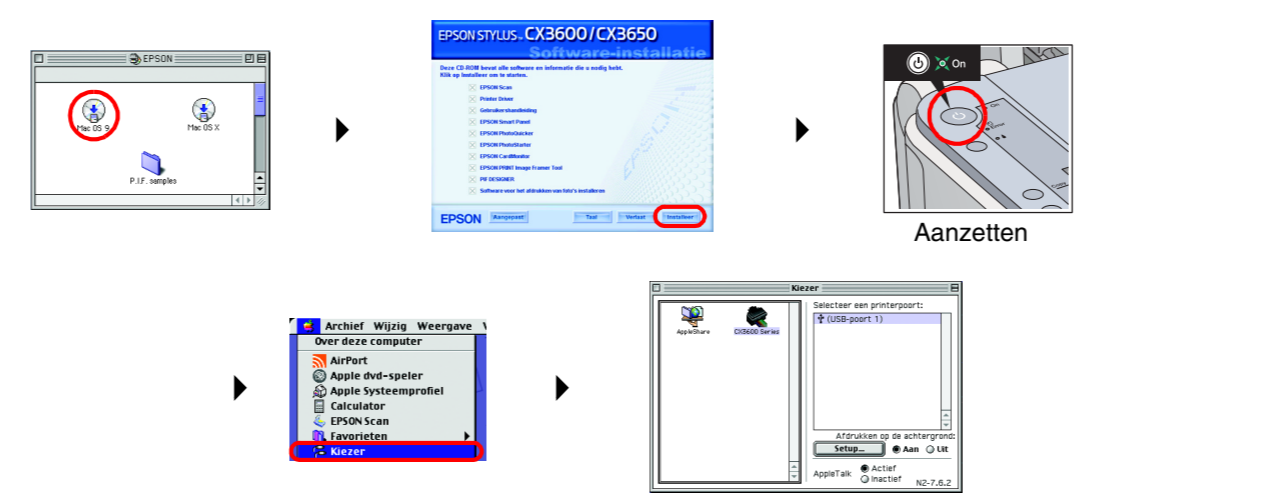 EPSON
Mac OS 9
Mac OS X
P.I.F. samples
EPSON STYLUS™ CX3600/CX3650
Software-installatie
Deze CD-ROM bevat alle software en informatie die u nodig hebt.
Klik op Installeer om te starten.
EPSON Scan
Printer Driver
Gebruikershandleiding
EPSON Smart Panel
EPSON PhotoQuicker
EPSON PhotoStarter
EPSON CardMonitor
EPSON PRINT Image Framer Tool
PIF DESIGNER
Software voor het afdrukken van foto's installeren
EPSON
Aangepast
Taal
Verlaat
Installeer
On
On
Aanzetten
Archief Wijzig Weergave
Over deze computer
AirPort
Apple dvd-speler
Apple Systeemprofiel
Calculator
EPSON Scan
Favorieten
Kiezer
Kiezer
AppleShare
CX3600 Series
Selecteer een printerpoort:
(USB-poort 1)
Afdrukken op de achtergrond:
Setup... Aan Uit
AppleTalk Actief
Inactief
N2-7.6.2